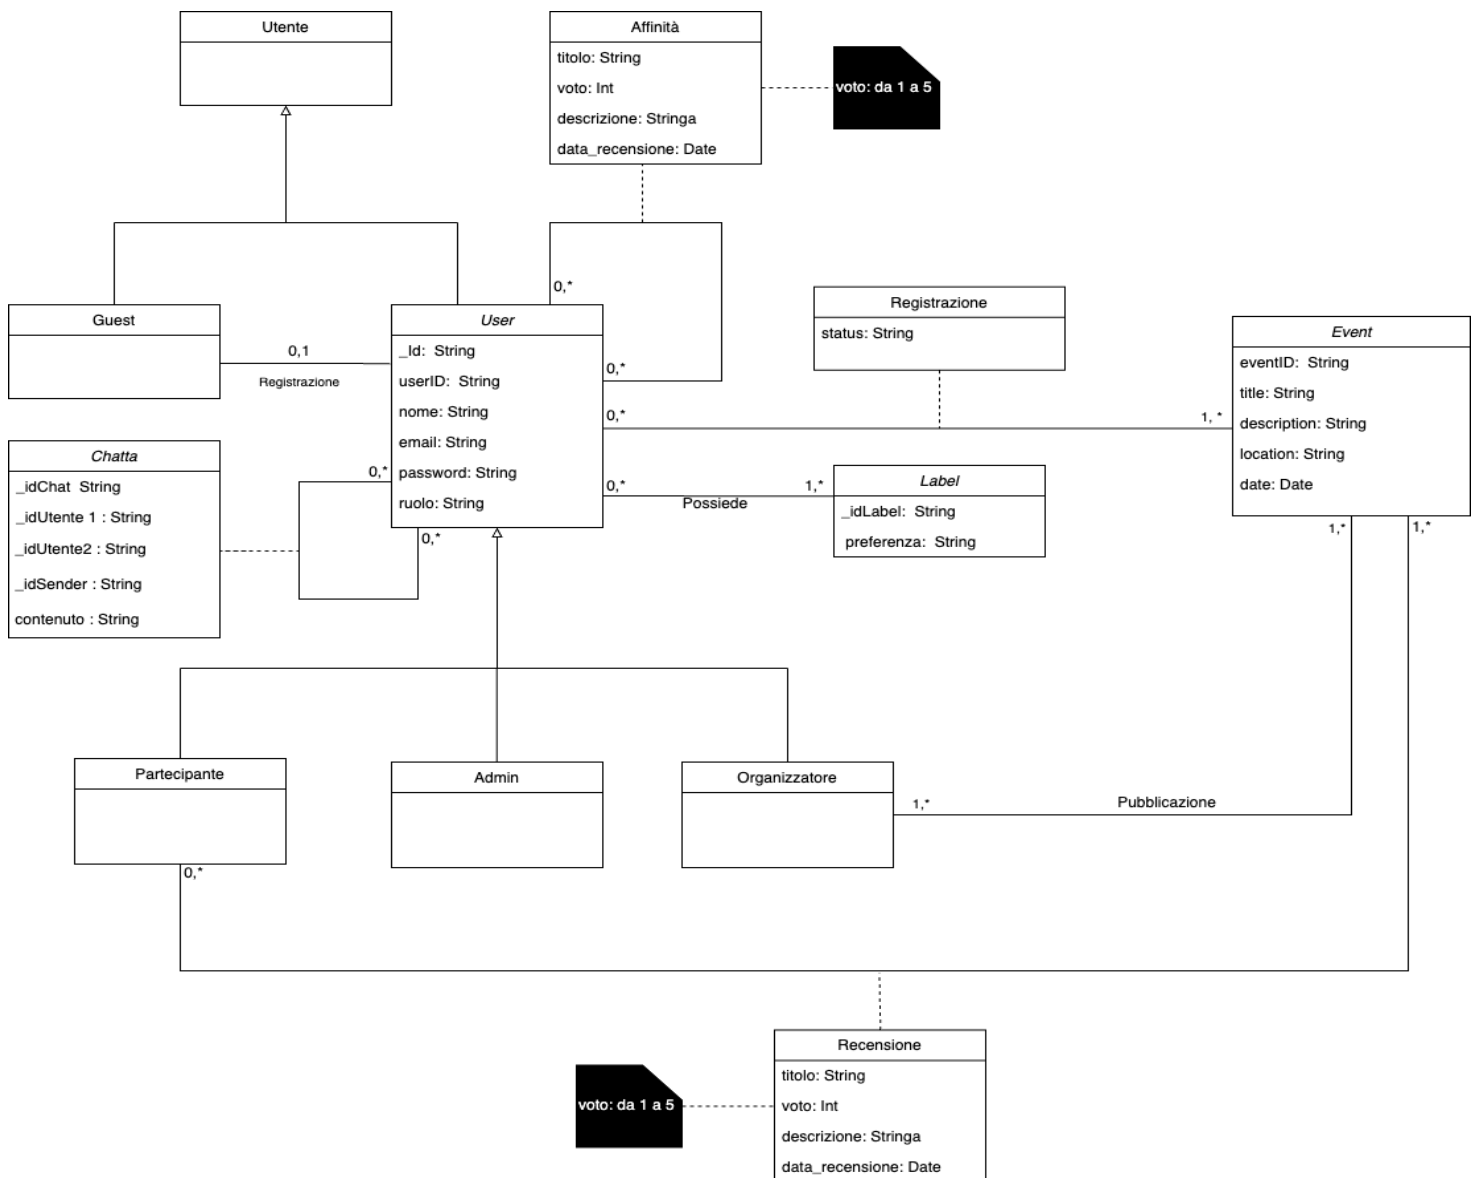 Utente
Affinità
titolo: String
voto: Int
descrizione: Stringa
data_recensione: Date
voto: da 1 a 5
0,*
0,*
Guest
0,1
Registrazione
User
_Id: String
userID: String
nome: String
email: String
password: String
ruolo: String
Registrazione
status: String
0,*
1, *
Event
eventID: String
title: String
description: String
location: String
date: Date
Chatta
_idChat String
_idUtente 1 : String
_idUtente2 : String
_idSender : String
contenuto : String
0,*
0,*
0,*
Possiede
1,*
Label
_idLabel: String
preferenza: String
1,*
1,*
Partecipante
Admin
Organizzatore
1,*
Pubblicazione
0,*
Recensione
titolo: String
voto: Int
descrizione: Stringa
data_recensione: Date
voto: da 1 a 5